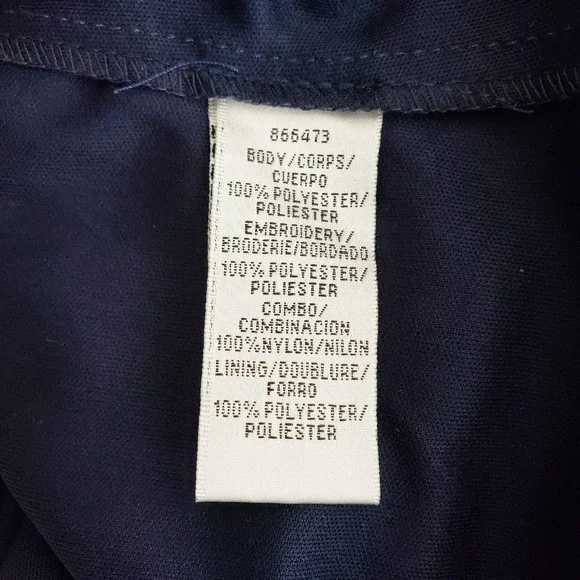 866473
BODY/CORPS/
CUERPO
100% POLYESTER/
POLIESTER
EMBROIDERY/
BRODERIE/BORDADO
100% POLYESTER/
POLIESTER
COMBO/
COMBINACION
100%NYLON/NILON
LINING/DOUBLURE/
FORRO
100% POLYESTER/
POLIESTER